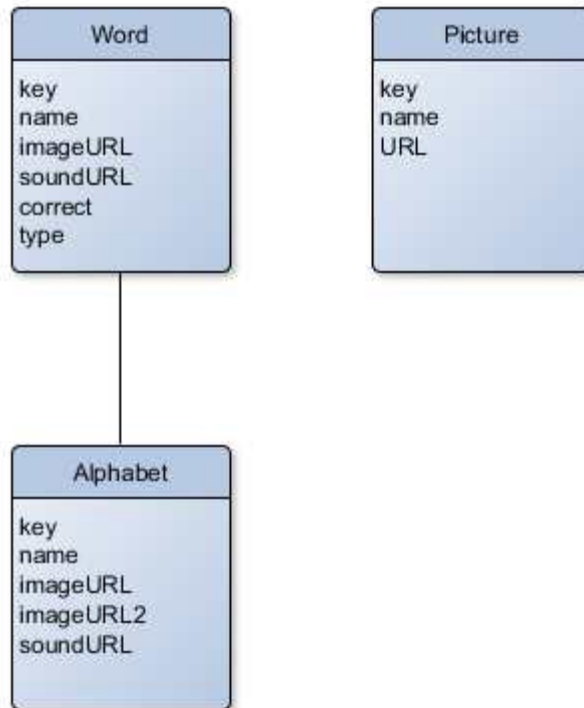 Word
key
name
imageURL
soundURL
correct
type
Picture
key
name
URL
Alphabet
key
name
imageURL
imageURL2
soundURL